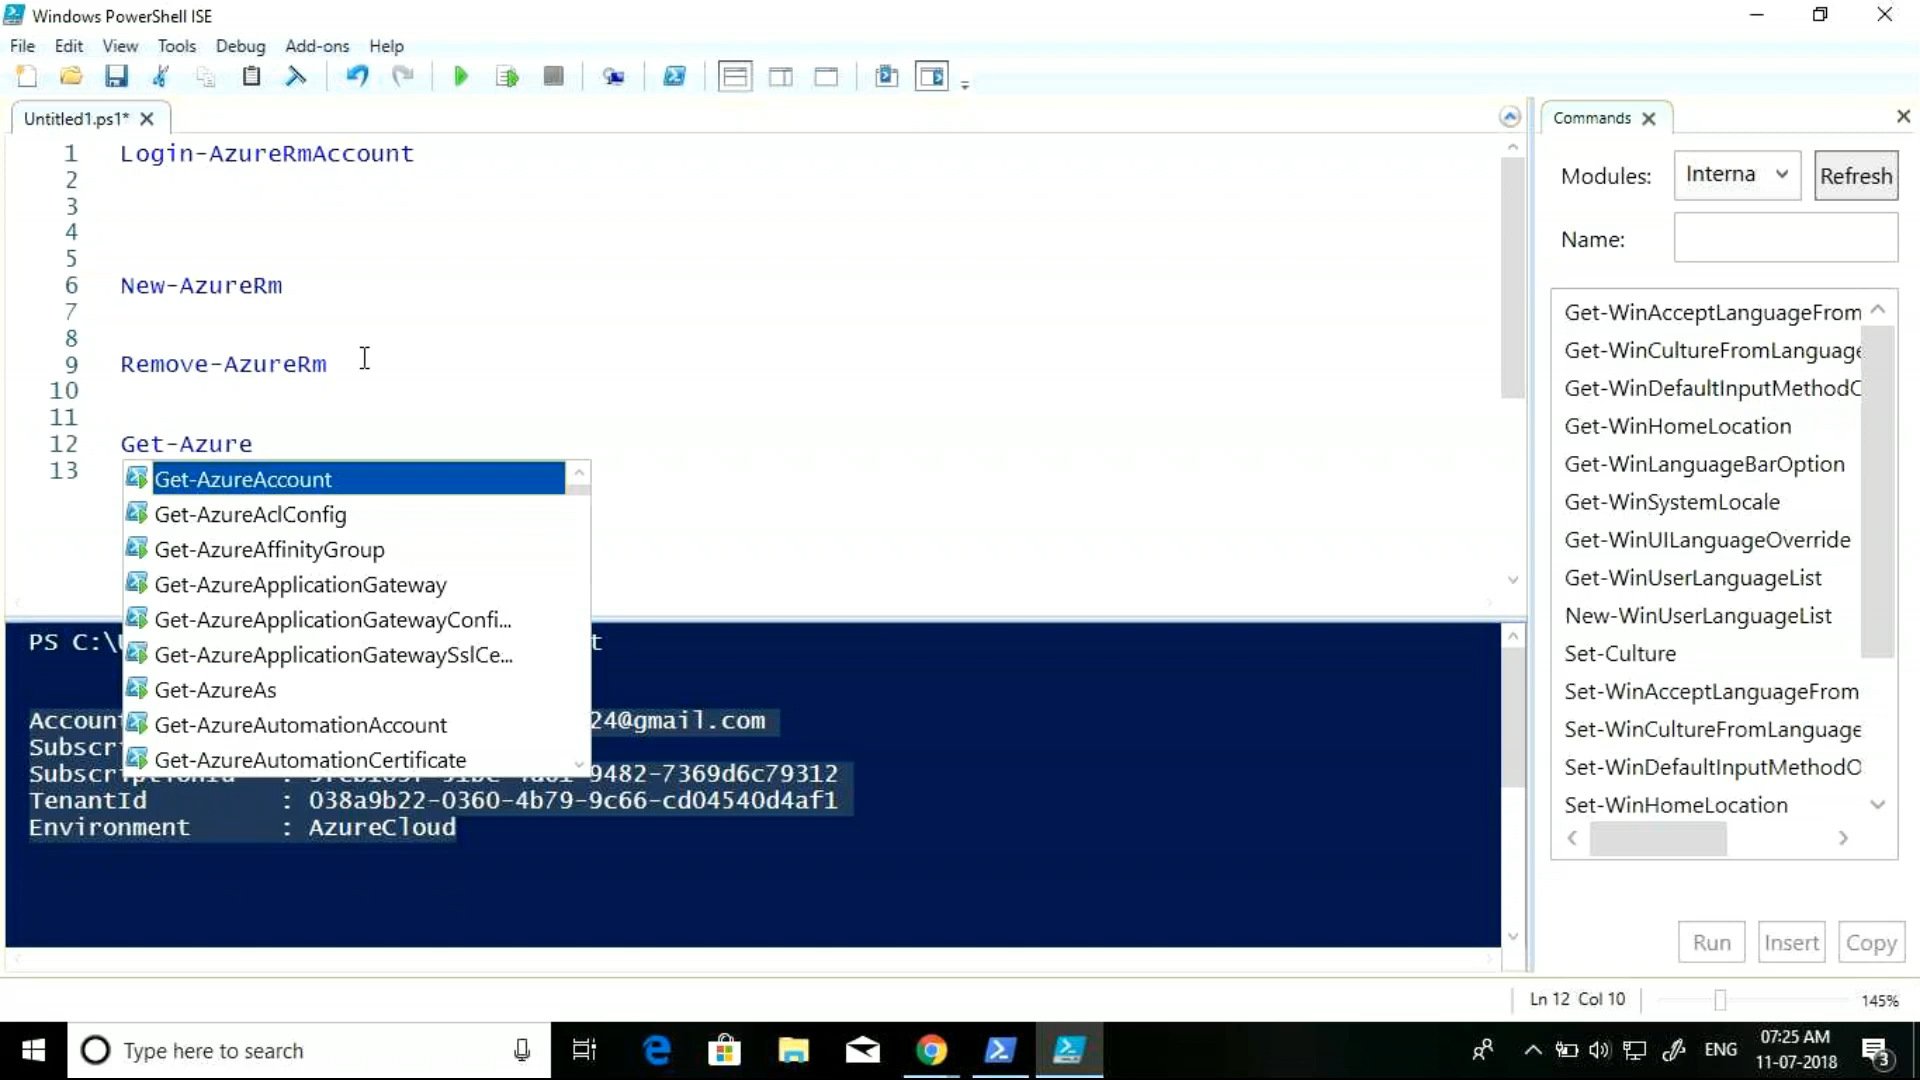 Windows PowerShell ISE
File Edit View Tools Debug Add-ons Help
Untitled1.ps1*
1 Login-AzureRmAccount
2
3
4
5
6 New-AzureRm
7
8
9 Remove-AzureRm
10
11
12 Get-Azure
13
Get-AzureAccount
Get-AzureAclConfig
Get-AzureAffinityGroup
Get-AzureApplicationGateway
Get-AzureApplicationGatewayConfi...
Get-AzureApplicationGatewaySslCe...
Get-AzureAs
Get-AzureAutomationAccount
Get-AzureAutomationCertificate
PS C:\
Account 24@gmail.com
Subscr
9482-7369d6c79312
TenantId : 038a9b22-0360-4b79-9c66-cd04540d4af1
Environment : AzureCloud
Commands
Modules: Interna Refresh
Name:
Get-WinAcceptLanguageFrom
Get-WinCultureFromLanguage
Get-WinDefaultInputMethodO
Get-WinHomeLocation
Get-WinLanguageBarOption
Get-WinSystemLocale
Get-WinUILanguageOverride
Get-WinUserLanguageList
New-WinUserLanguageList
Set-Culture
Set-WinAcceptLanguageFrom
Set-WinCultureFromLanguage
Set-WinDefaultInputMethodO
Set-WinHomeLocation
Run Insert Copy
Ln 12 Col 10 145%
Type here to search
ENG
07:25 AM
11-07-2018
3